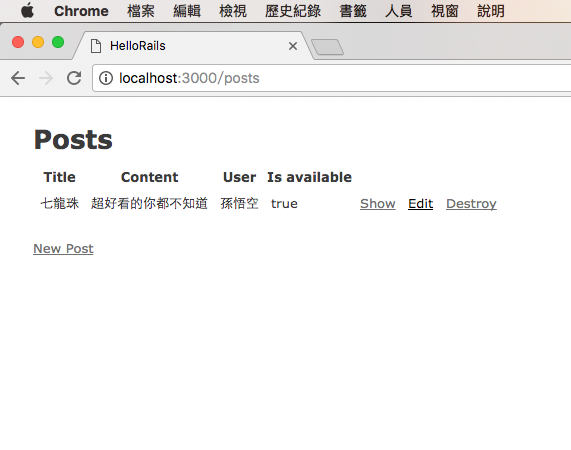 Chrome 檔案 編輯 檢視 歷史紀錄 書籤 人員 視窗 說明
HelloRails
localhost:3000/posts
Posts
Title Content User Is available
七龍珠 超好看的你都不知道 孫悟空 true Show Edit Destroy
New Post